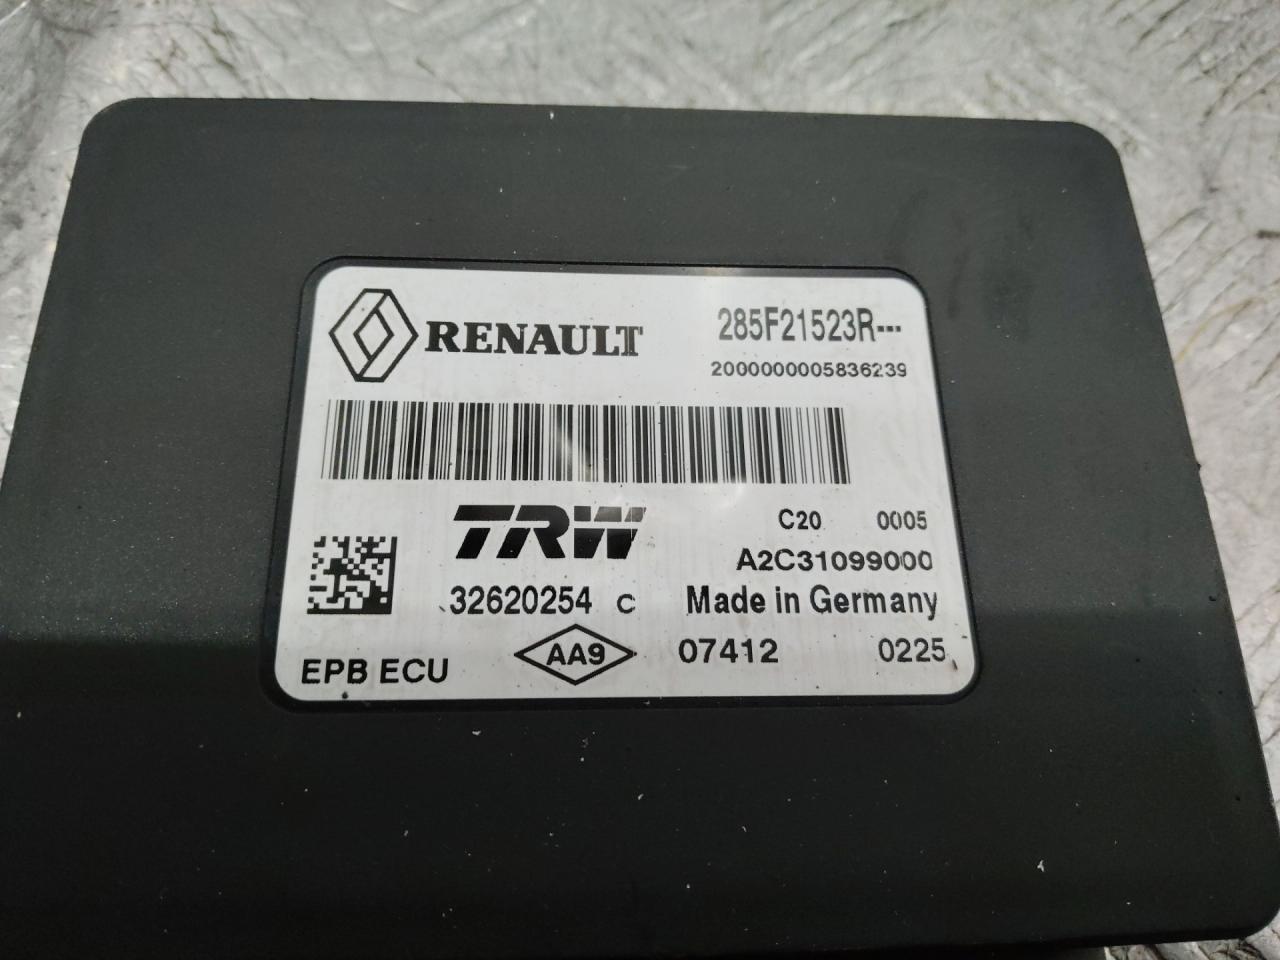 RENAULT 285F21523R---
2000000005836239
TRW C20 0005
A2C31099000
32620254 C Made in Germany
EPB ECU AA9 07412 0225